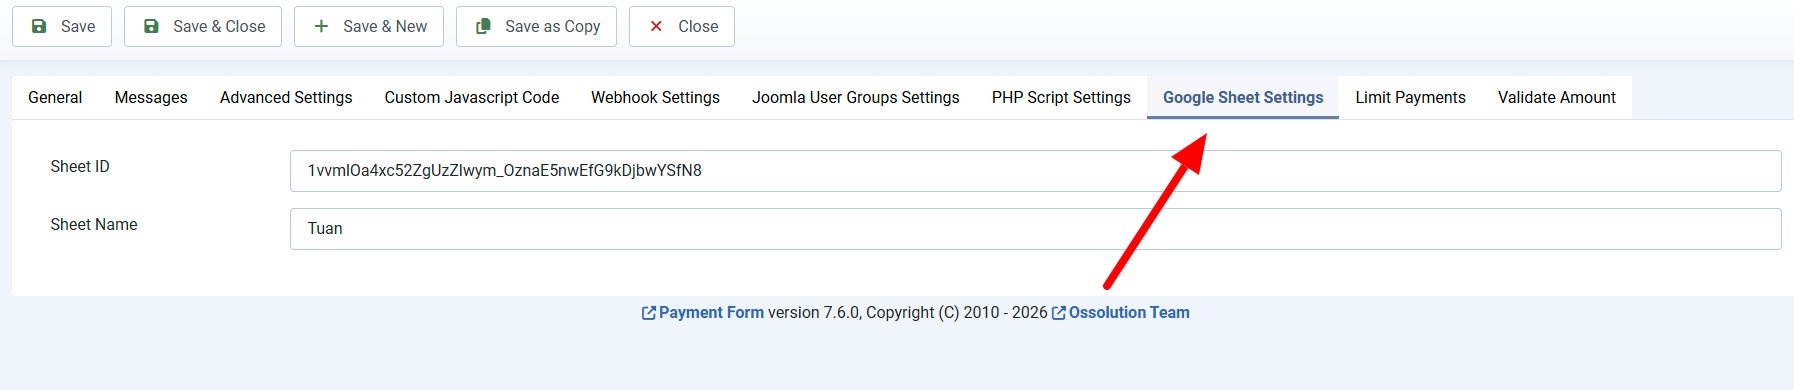 Save Save & Close Save & New Save as Copy Close
General Messages Advanced Settings Custom Javascript Code Webhook Settings Joomla User Groups Settings PHP Script Settings Google Sheet Settings Limit Payments Validate Amount
Sheet ID 1vvmIOa4xc52ZgUzZlwym_OznaE5nwEfG9kDjbwYSfN8
Sheet Name Tuan
Payment Form version 7.6.0, Copyright (C) 2010 - 2026 Ossolution Team